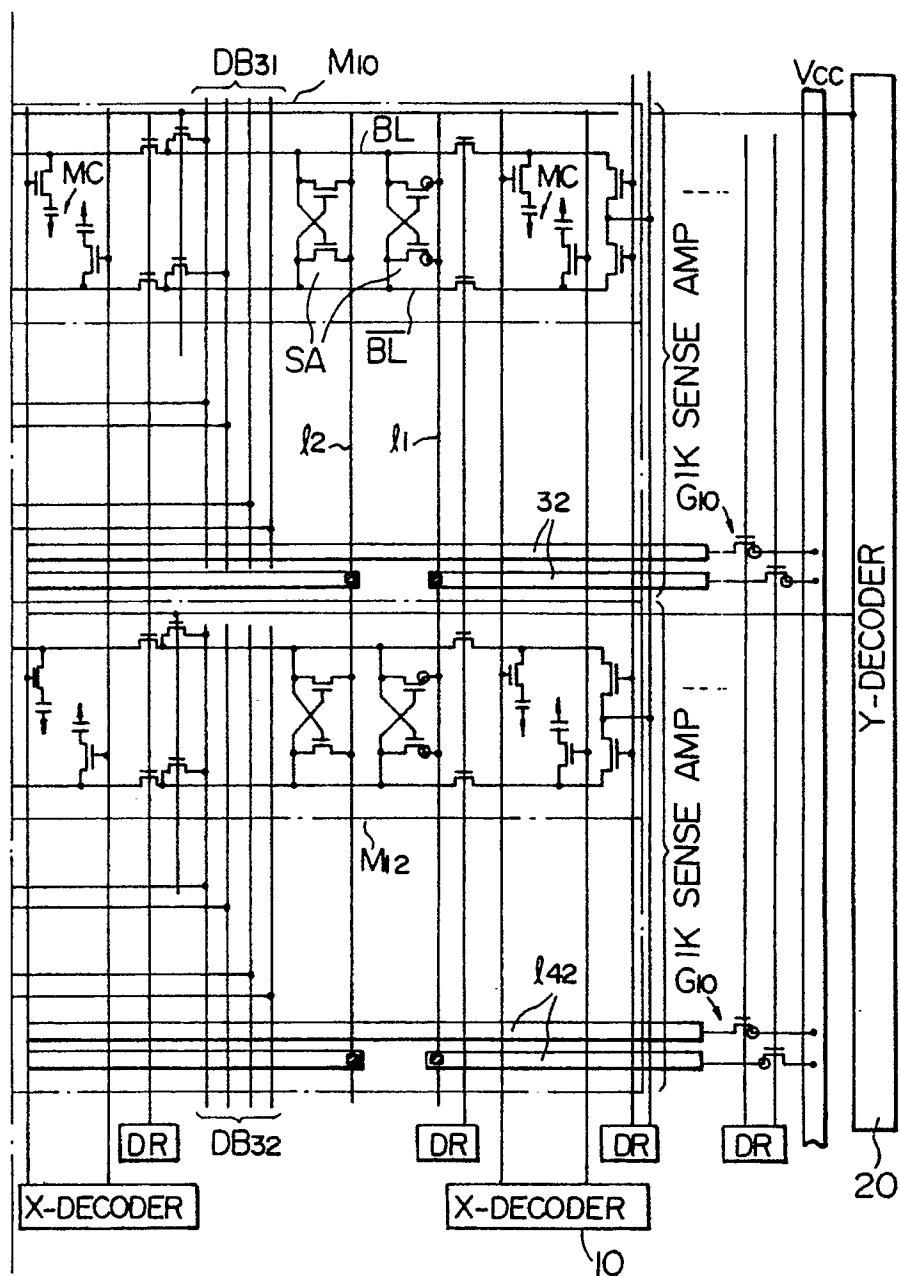 DB31
M10
VCC
BL
MC
MC
SA
BL
G1K SENSE AMP
l2
l1
32
G10
Y-DECODER
M12
G1K SENSE AMP
l42
G10
DR
DB32
DR
DR
DR
20
X-DECODER
X-DECODER
10